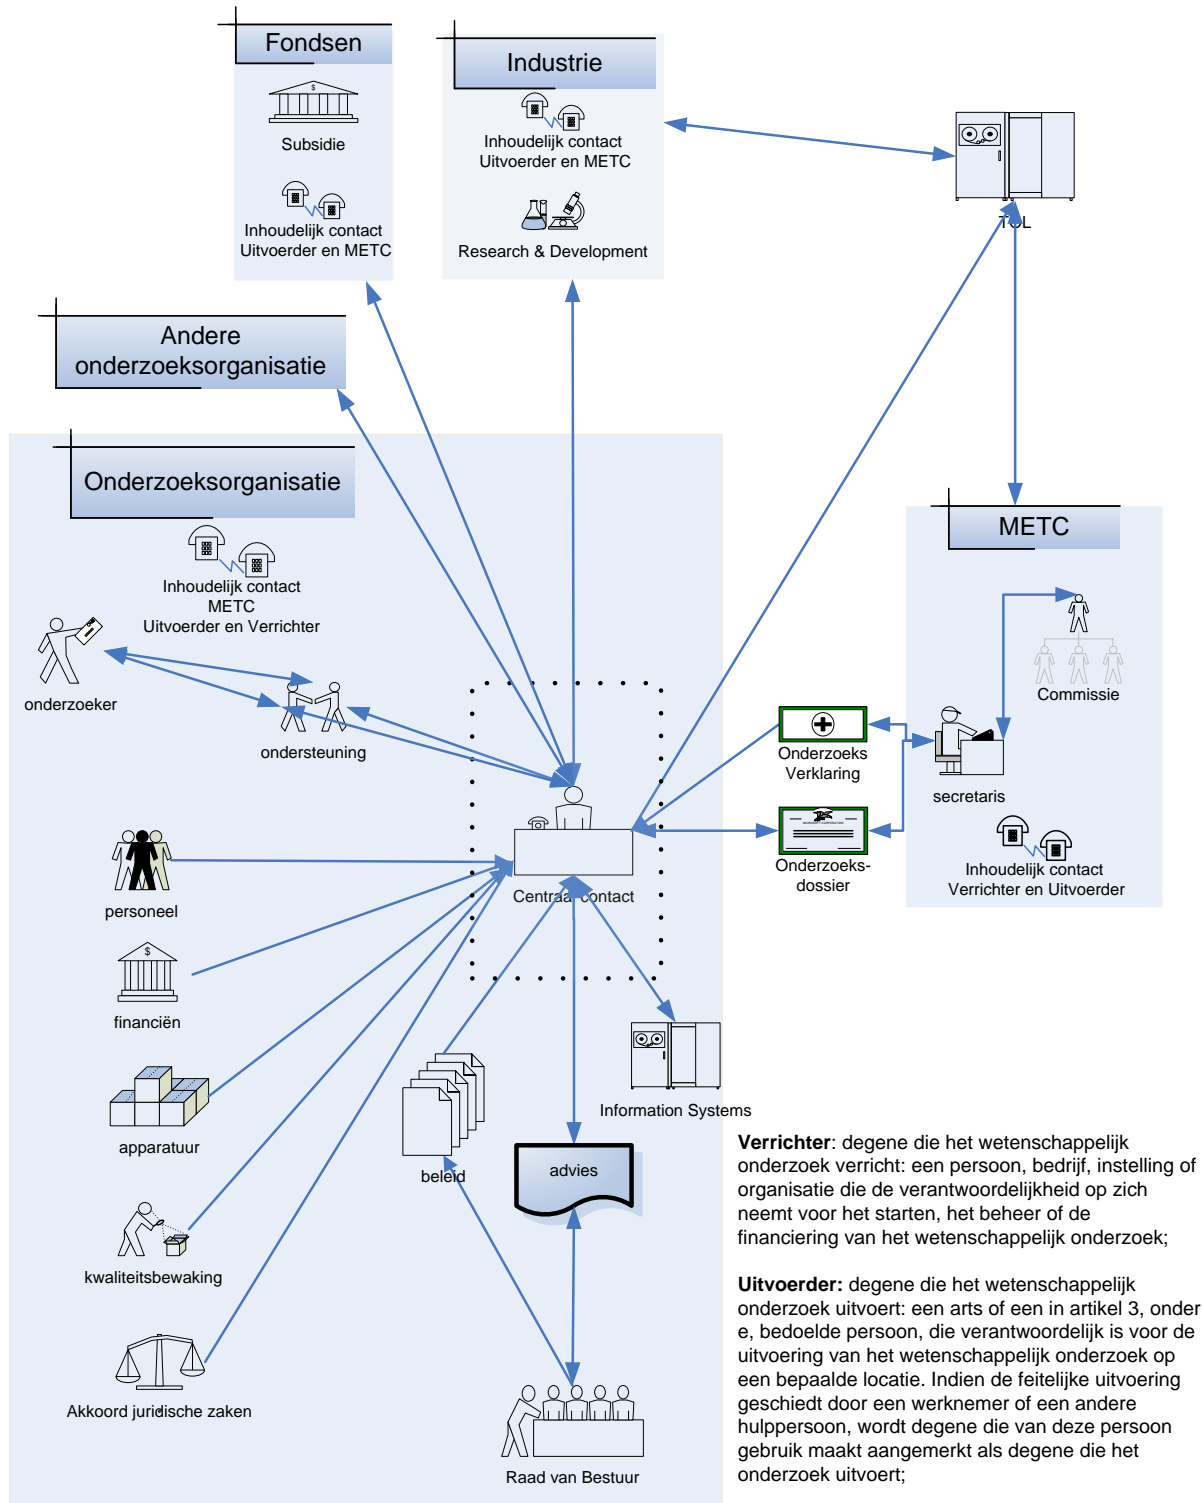 Fondsen
$
Subsidie
Inhoudelijk contact
Uitvoerder en METC
Industrie
Inhoudelijk contact
Uitvoerder en METC
Research & Development
TOL
Andere
onderzoeksorganisatie
Onderzoeksorganisatie
Inhoudelijk contact
METC
Uitvoerder en Verrichter
onderzoeker
ondersteuning
METC
Commissie
secretaris
Inhoudelijk contact
Verrichter en Uitvoerder
Onderzoeks
Verklaring
Onderzoeks-
dossier
Centraal contact
personeel
$
financiën
apparatuur
kwaliteitsbewaking
Akkoord juridische zaken
beleid
advies
Information Systems
Raad van Bestuur
Verrichter: degene die het wetenschappelijk
onderzoek verricht: een persoon, bedrijf, instelling of
organisatie die de verantwoordelijkheid op zich
neemt voor het starten, het beheer of de
financiering van het wetenschappelijk onderzoek;
Uitvoerder: degene die het wetenschappelijk
onderzoek uitvoert: een arts of een in artikel 3, onder
e, bedoelde persoon, die verantwoordelijk is voor de
uitvoering van het wetenschappelijk onderzoek op
een bepaalde locatie. Indien de feitelijke uitvoering
geschiedt door een werknemer of een andere
hulppersoon, wordt degene die van deze persoon
gebruik maakt aangemerkt als degene die het
onderzoek uitvoert;